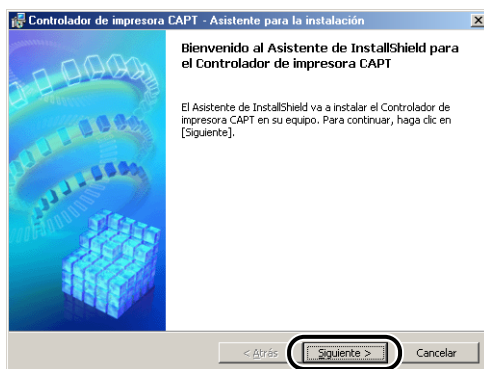 Controlador de impresora CAPT - Asistente para la instalación
Bienvenido al Asistente de InstallShield para
el Controlador de impresora CAPT
El Asistente de InstallShield va a instalar el Controlador de
impresora CAPT en su equipo. Para continuar, haga clic en
[Siguiente].
< Atrás
Siguiente >
Cancelar